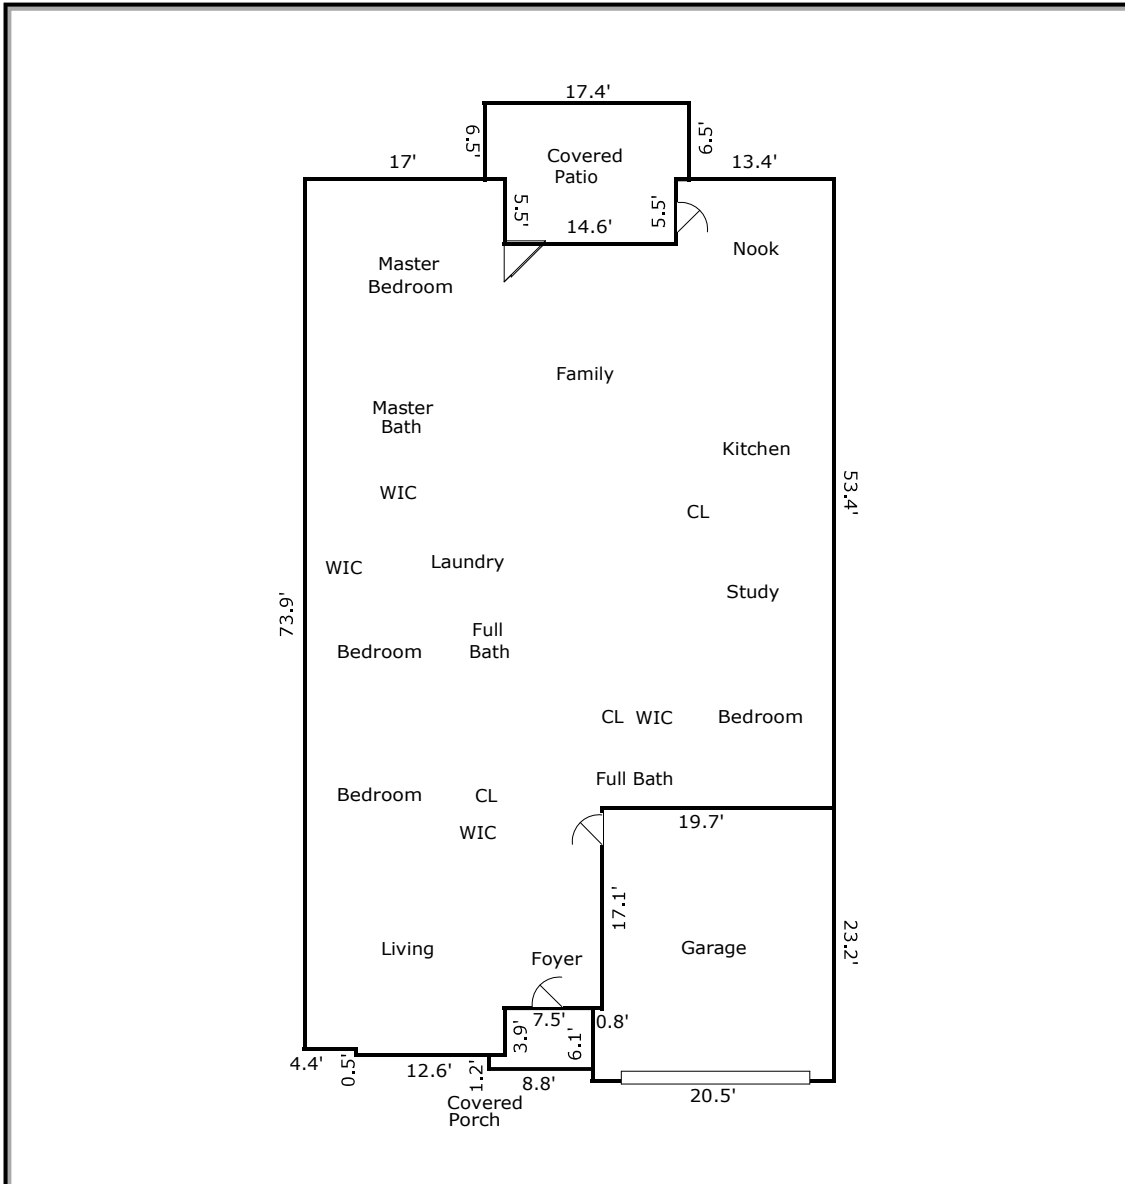 17.4'
6.5'
6.5'
Covered
Patio
17'
13.4'
5.5'
5.5'
14.6'
Nook
Master
Bedroom
Family
Master
Bath
Kitchen
WIC
53.4'
CL
WIC
Laundry
Study
73.9'
Full
Bath
Bedroom
CL
WIC
Bedroom
Full Bath
Bedroom
CL
19.7'
WIC
17.1'
Living
Foyer
Garage
23.2'
7.5'
0.8'
3.9'
6.1'
4.4'
0.5'
12.6'
1.2'
8.8'
20.5'
Covered
Porch